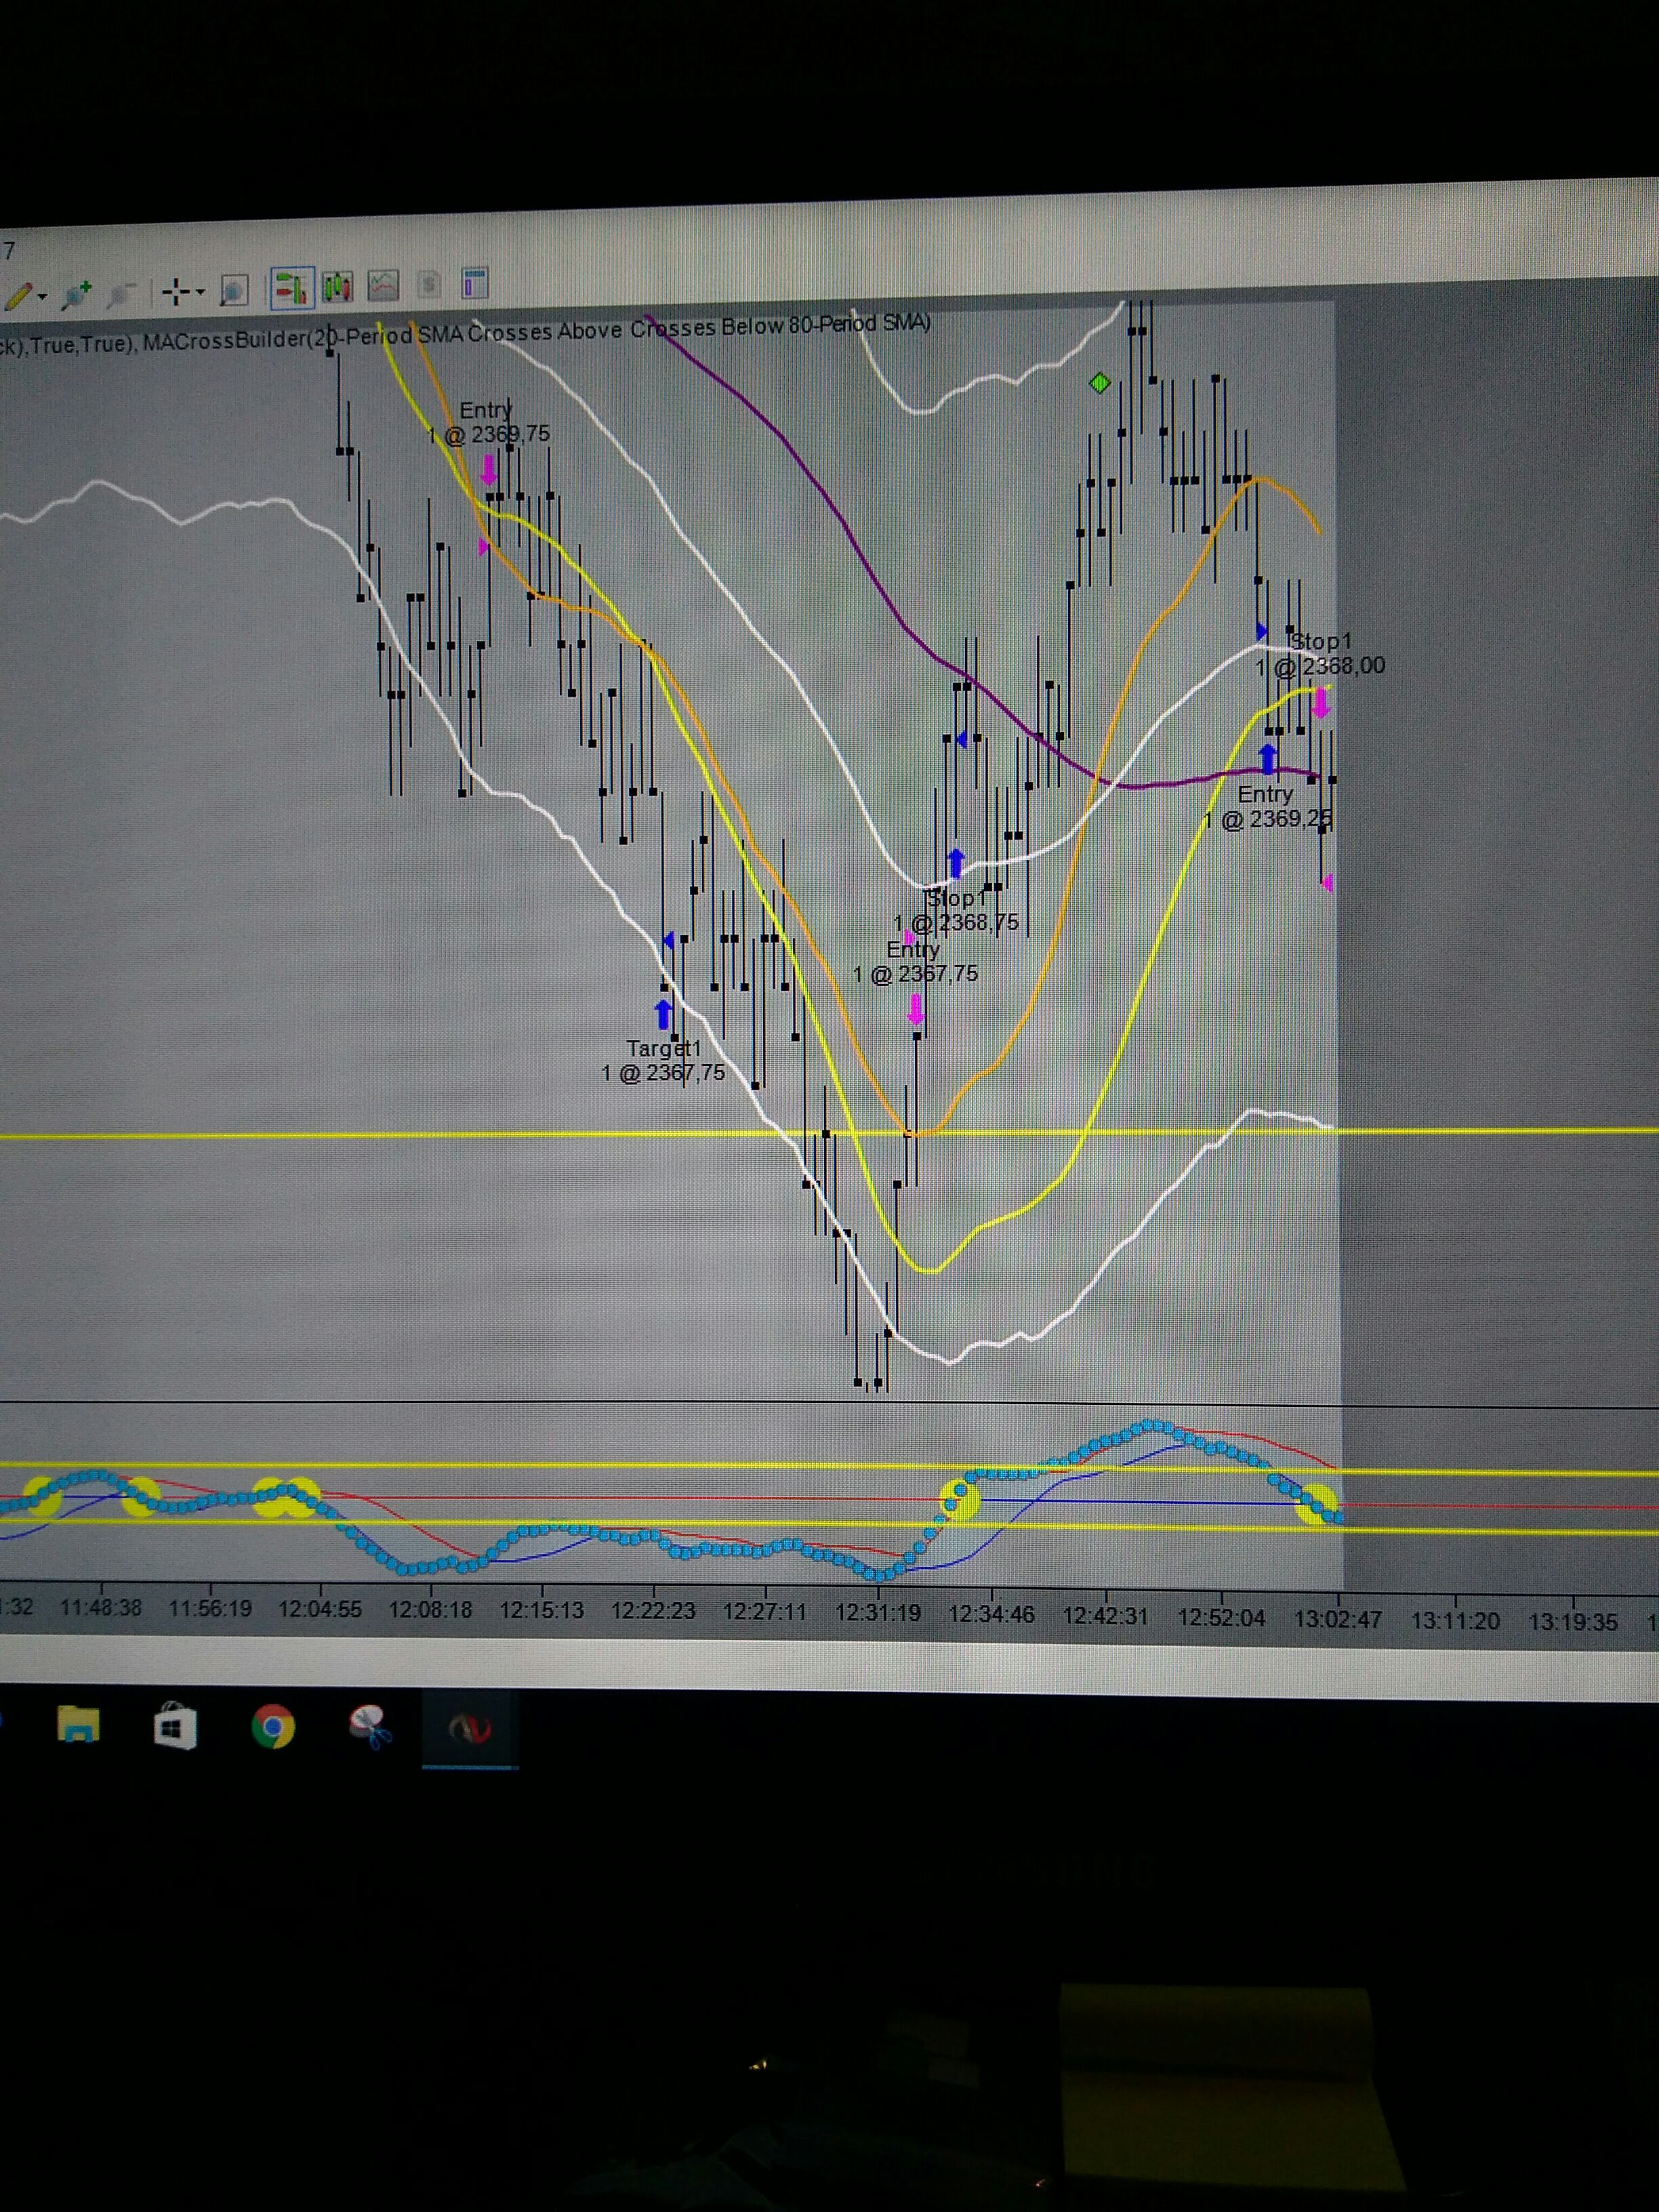 7
ck),True,True), MACrossBuilder(20-Period SMA Crosses Above Crosses Below 80-Period SMA)
Entry
1 @ 2369,75
Stop1
1 @ 2368,00
Entry
1 @ 2369,25
Stop1
1 @ 2368,75
Entry
1 @ 2367,75
Target1
1 @ 2367,75
:32 11:48:38 11:56:19 12:04:55 12:08:18 12:15:13 12:22:23 12:27:11 12:31:19 12:34:46 12:42:31 12:52:04 13:02:47 13:11:20 13:19:35 1